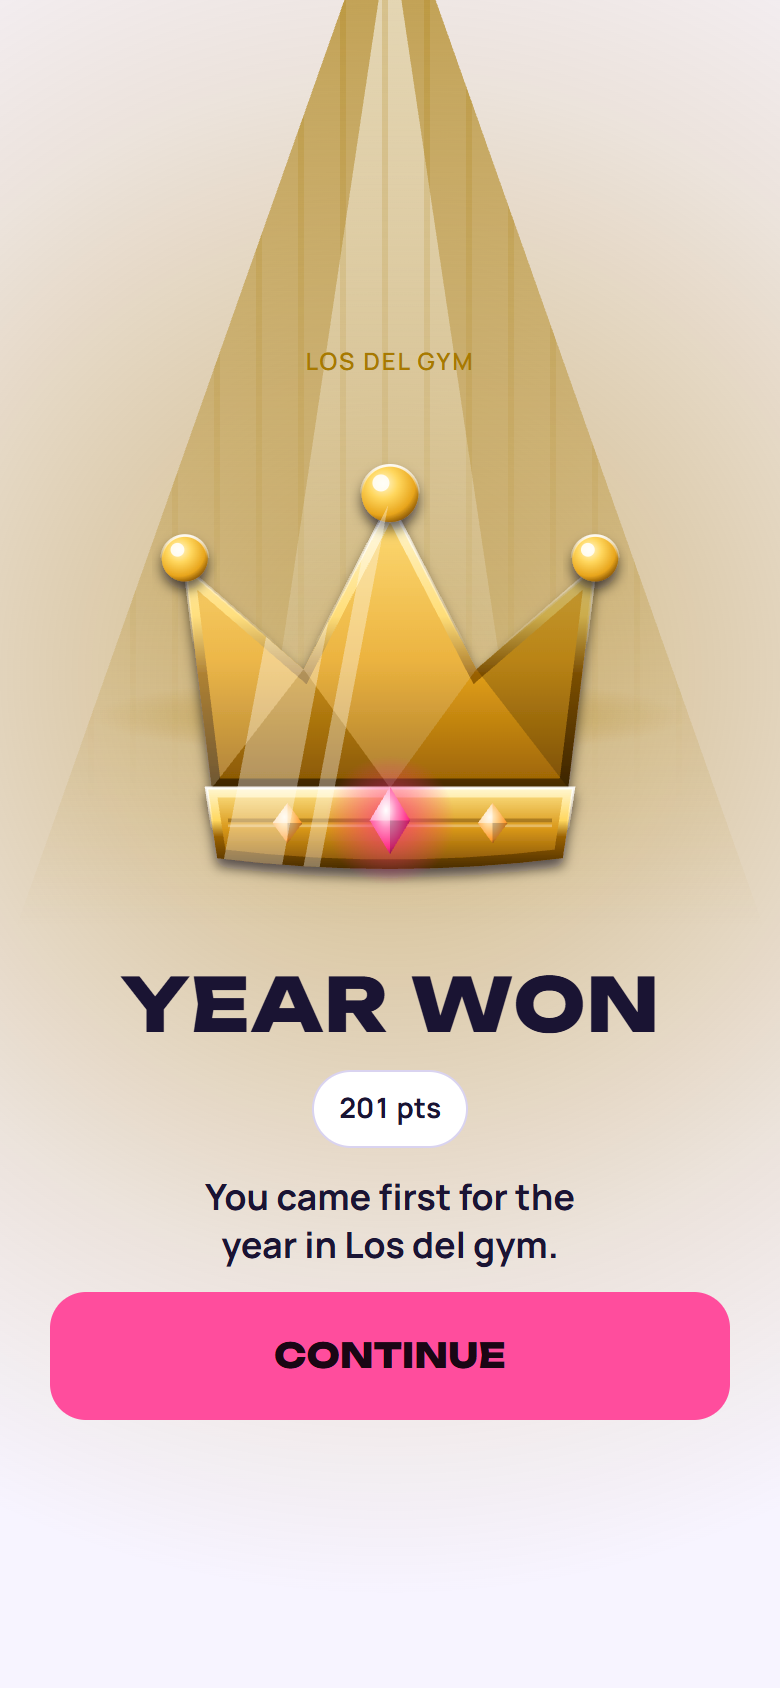 LOS DEL GYM
YEAR WON
201 pts
You came first for the
year in Los del gym.
CONTINUE